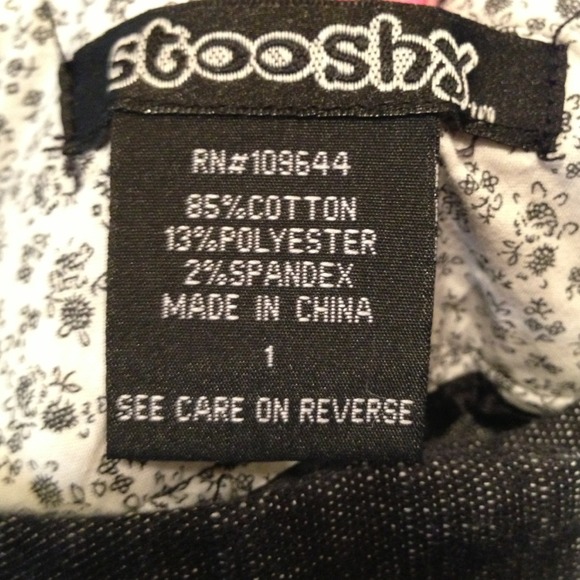 stooshy
RN#109644
85%COTTON
13%POLYESTER
2%SPANDEX
MADE IN CHINA
1
SEE CARE ON REVERSE